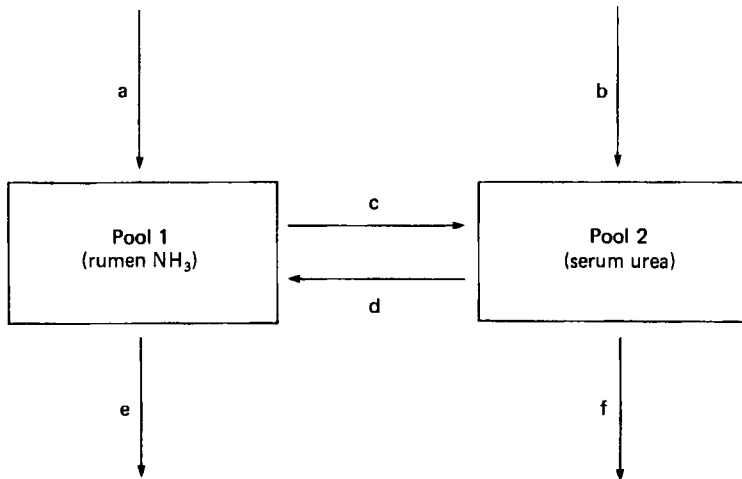 a
b
Pool 1
(rumen NH₃)
c
Pool 2
(serum urea)
d
e
f